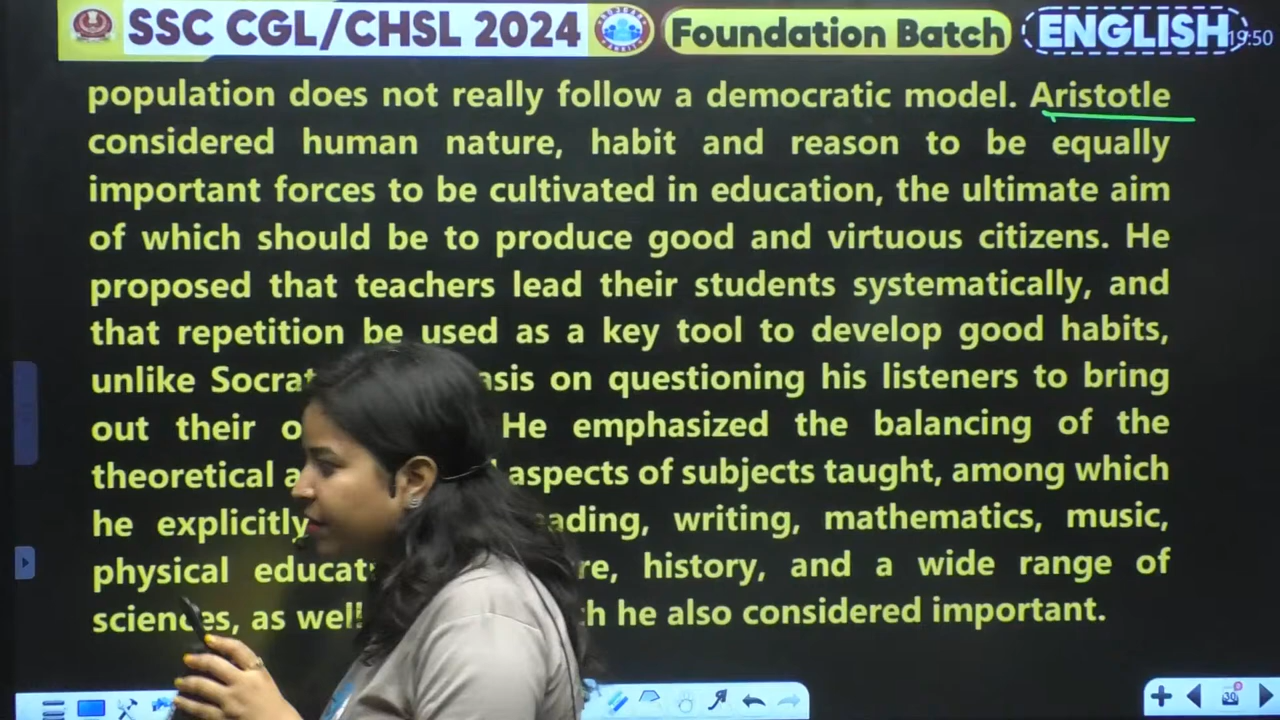 SSC CGL/CHSL 2024 Foundation Batch ENGLISH 19:50
population does not really follow a democratic model. Aristotle
considered human nature, habit and reason to be equally
important forces to be cultivated in education, the ultimate aim
of which should be to produce good and virtuous citizens. He
proposed that teachers lead their students systematically, and
that repetition be used as a key tool to develop good habits,
unlike on questioning his listeners to bring
out their He emphasized the balancing of the
theoretical aspects of subjects taught, among which
he explicitly writing, mathematics, music,
physical history, and a wide range of
sciences, as well he also considered important.
30